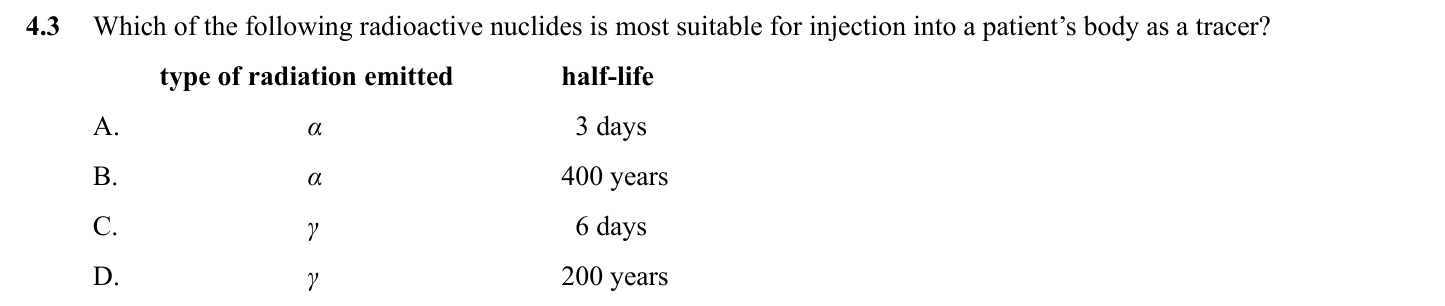 4.3 Which of the following radioactive nuclides is most suitable for injection into a patient’s body as a tracer?
type of radiation emitted half-life
A. α 3 days
B. α 400 years
C. γ 6 days
D. γ 200 years